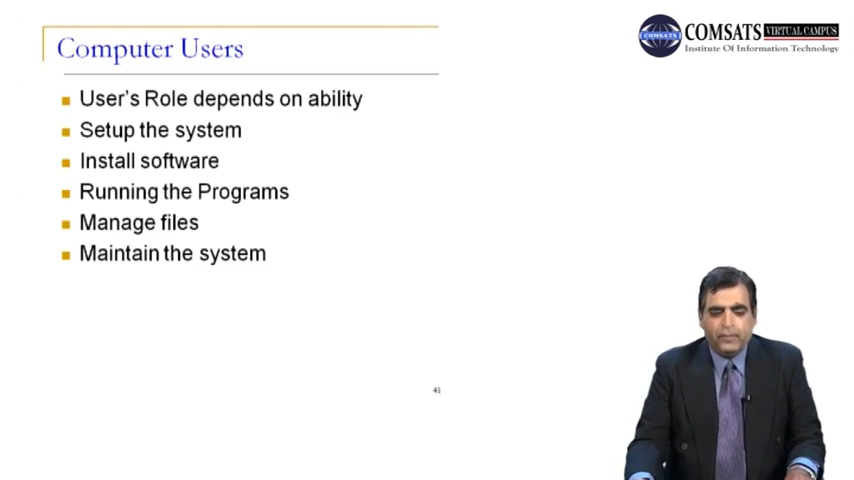 Computer Users
User's Role depends on ability
Setup the system
Install software
Running the Programs
Manage files
Maintain the system
41
COMSATS
COMSATS VIRTUAL CAMPUS
Institute Of Information Technology